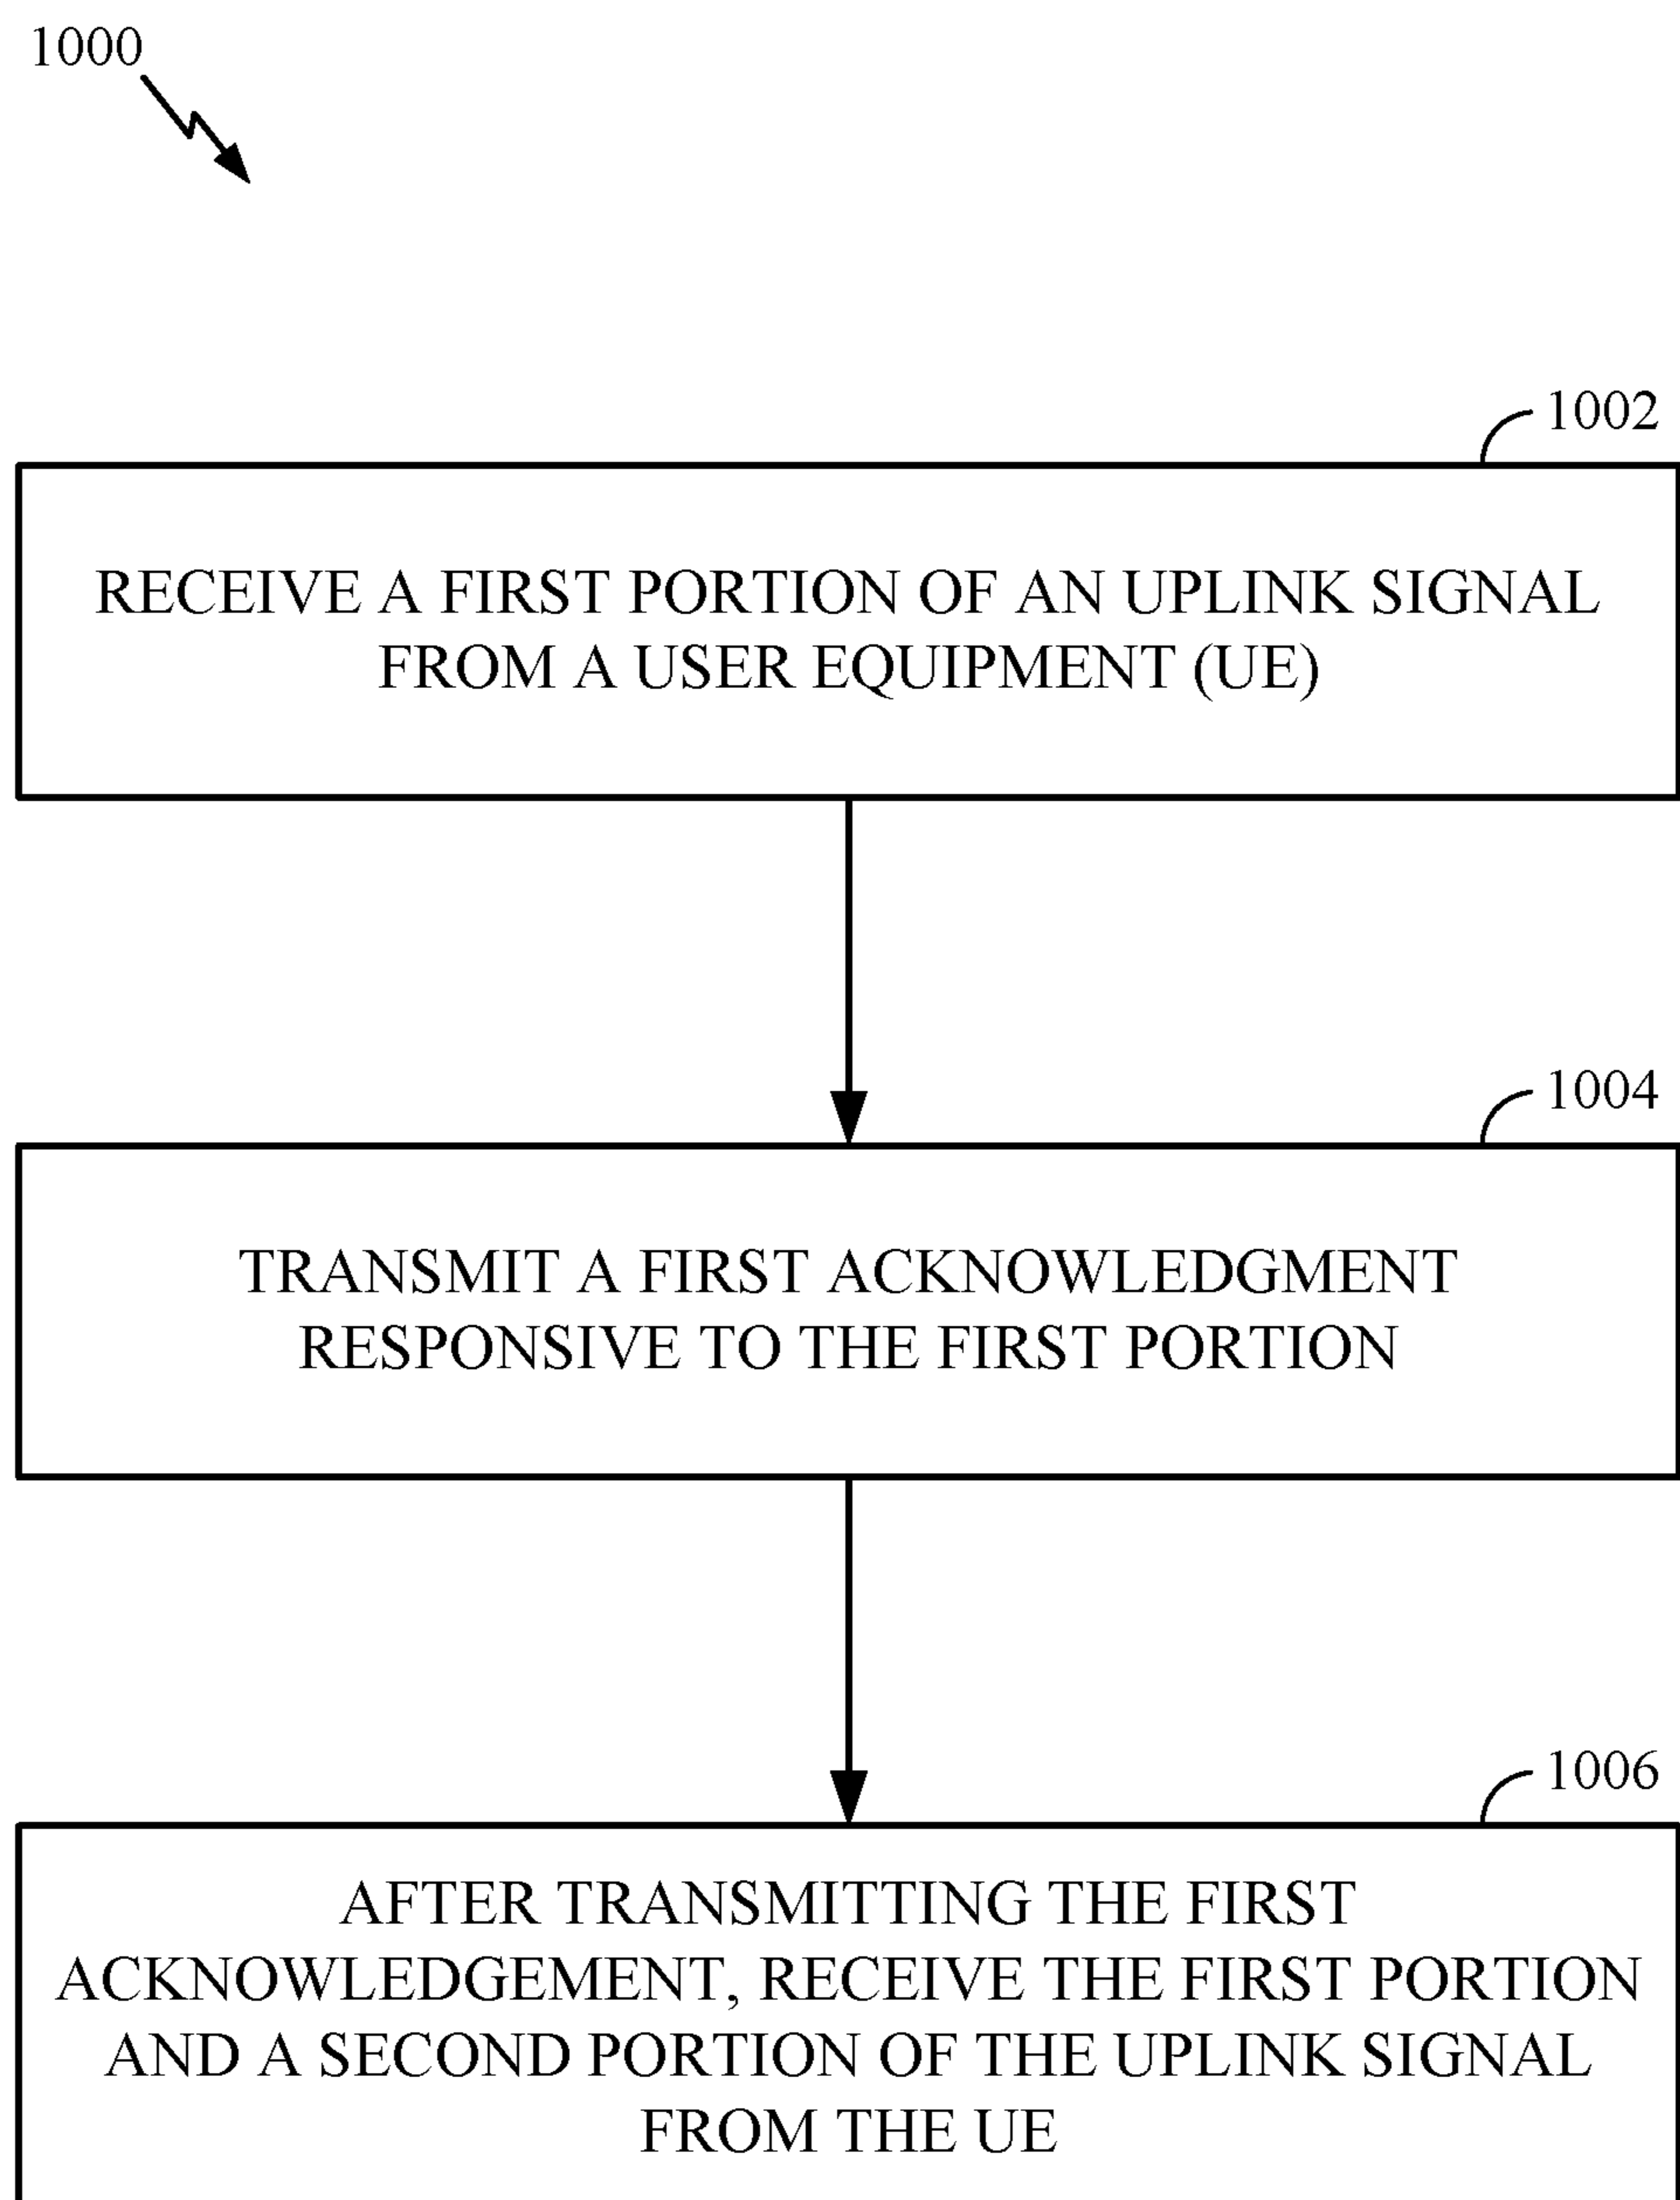 1000
1002
RECEIVE A FIRST PORTION OF AN UPLINK SIGNAL
FROM A USER EQUIPMENT (UE)
1004
TRANSMIT A FIRST ACKNOWLEDGMENT
RESPONSIVE TO THE FIRST PORTION
1006
AFTER TRANSMITTING THE FIRST
ACKNOWLEDGEMENT, RECEIVE THE FIRST PORTION
AND A SECOND PORTION OF THE UPLINK SIGNAL
FROM THE UE